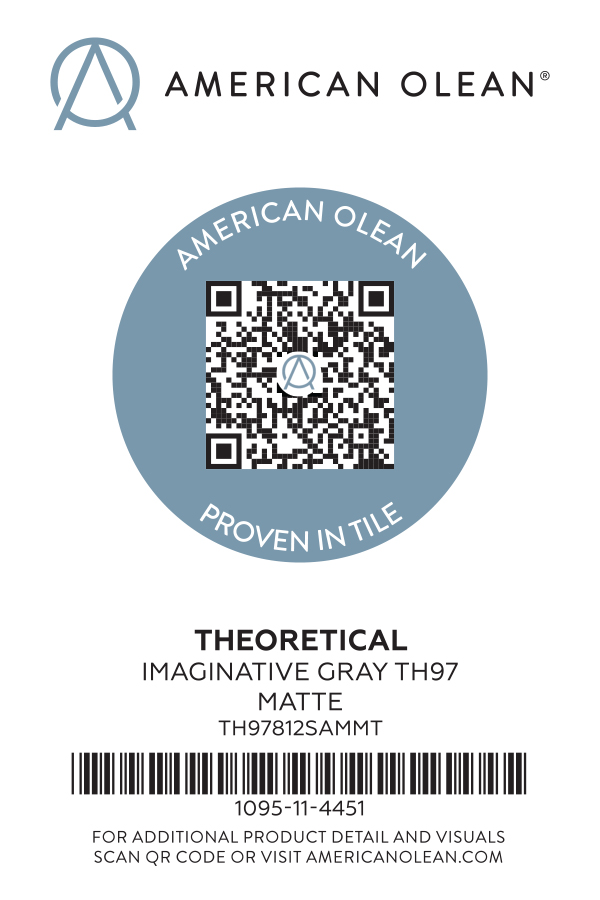 AMERICAN OLEAN®
AMERICAN OLEAN
PROVEN IN TILE
THEORETICAL
IMAGINATIVE GRAY TH97
MATTE
TH97812SAMMT
1095-11-4451
FOR ADDITIONAL PRODUCT DETAIL AND VISUALS
SCAN QR CODE OR VISIT AMERICANOLEAN.COM